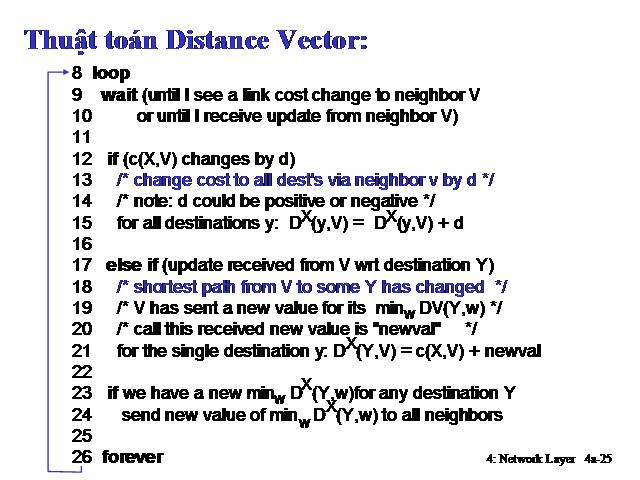 Thuật toán Distance Vector:
8 loop
9 wait (until I see a link cost change to neighbor V
10 or until I receive update from neighbor V)
11
12 if (c(X,V) changes by d)
13 /* change cost to all dest's via neighbor v by d */
14 /* note: d could be positive or negative */
15 for all destinations y: D^X(y,V) = D^X(y,V) + d
16
17 else if (update received from V wrt destination Y)
18 /* shortest path from V to some Y has changed */
19 /* V has sent a new value for its min_w DV(Y,w) */
20 /* call this received new value is "newval" */
21 for the single destination y: D^X(Y,V) = c(X,V) + newval
22
23 if we have a new min_w D^X(Y,w)for any destination Y
24 send new value of min_w D^X(Y,w) to all neighbors
25
26 forever
4: Network Layer 4a-25